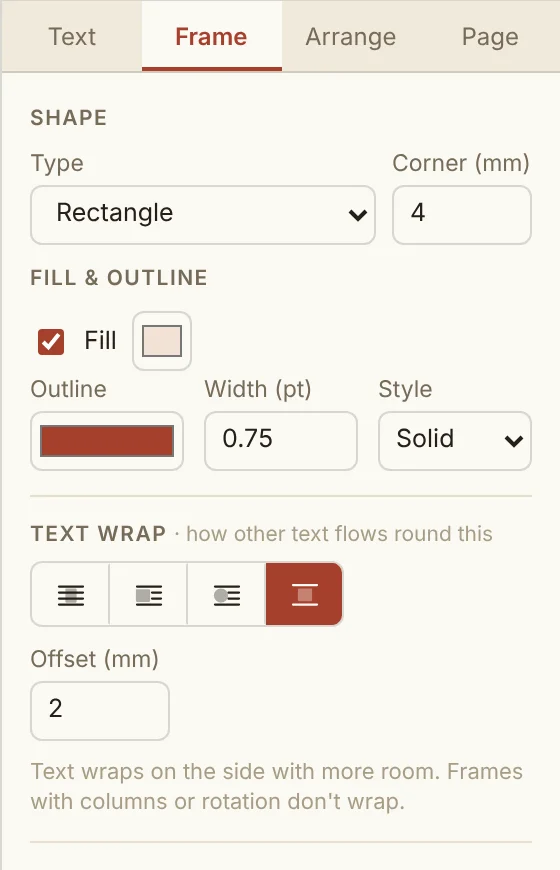 Text Frame Arrange Page
SHAPE
Type Corner (mm)
Rectangle 4
FILL & OUTLINE
Fill
Outline Width (pt) Style
0.75 Solid
TEXT WRAP · how other text flows round this
Offset (mm)
2
Text wraps on the side with more room. Frames
with columns or rotation don't wrap.